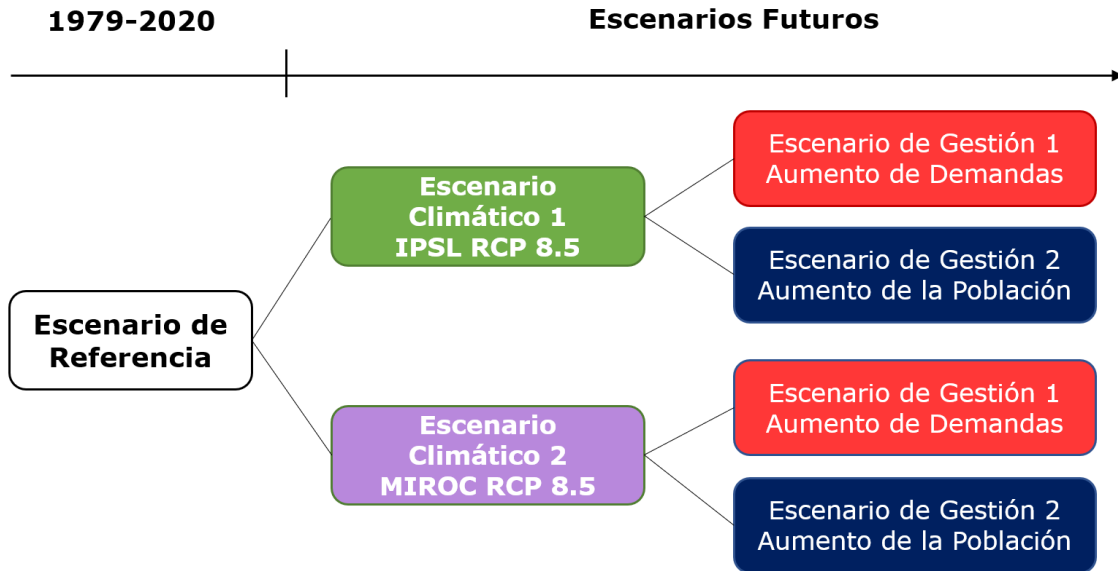 1979-2020
Escenarios Futuros
Escenario de
Referencia
Escenario
Climático 1
IPSL RCP 8.5
Escenario de Gestión 1
Aumento de Demandas
Escenario de Gestión 2
Aumento de la Población
Escenario
Climático 2
MIROC RCP 8.5
Escenario de Gestión 1
Aumento de Demandas
Escenario de Gestión 2
Aumento de la Población